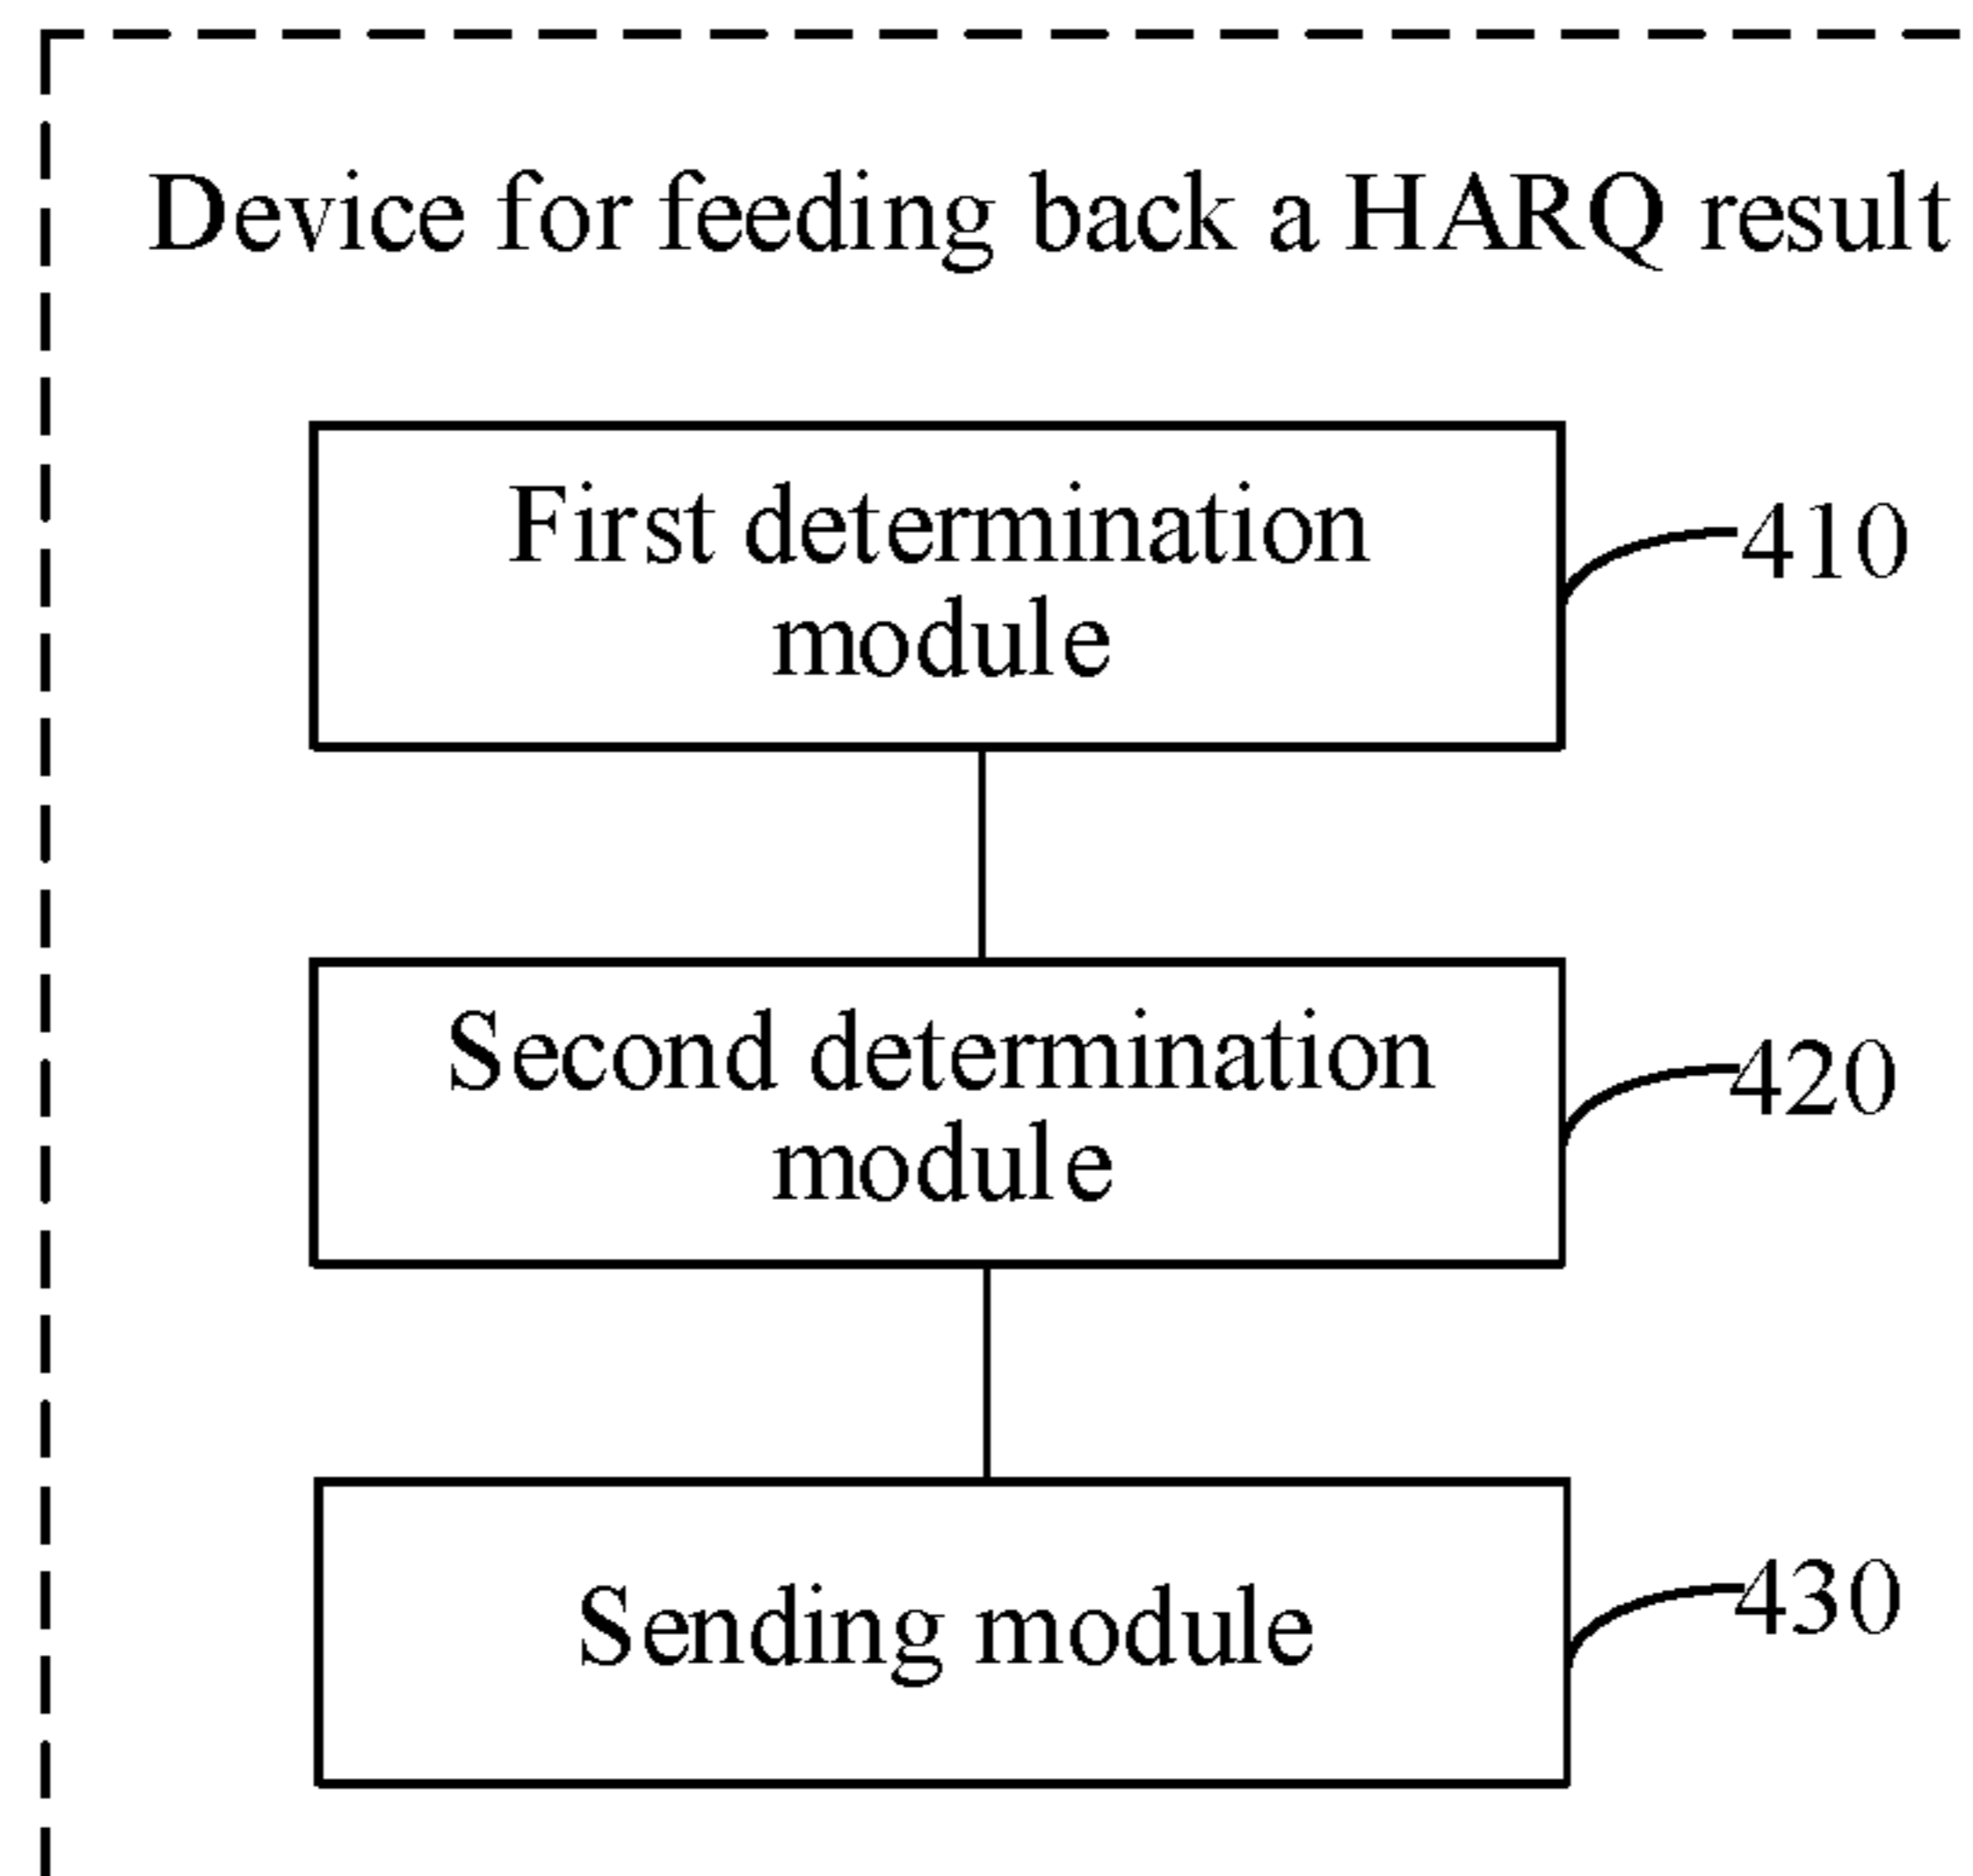 Device for feeding back a HARQ result
First determination
module
410
Second determination
module
420
Sending module
430